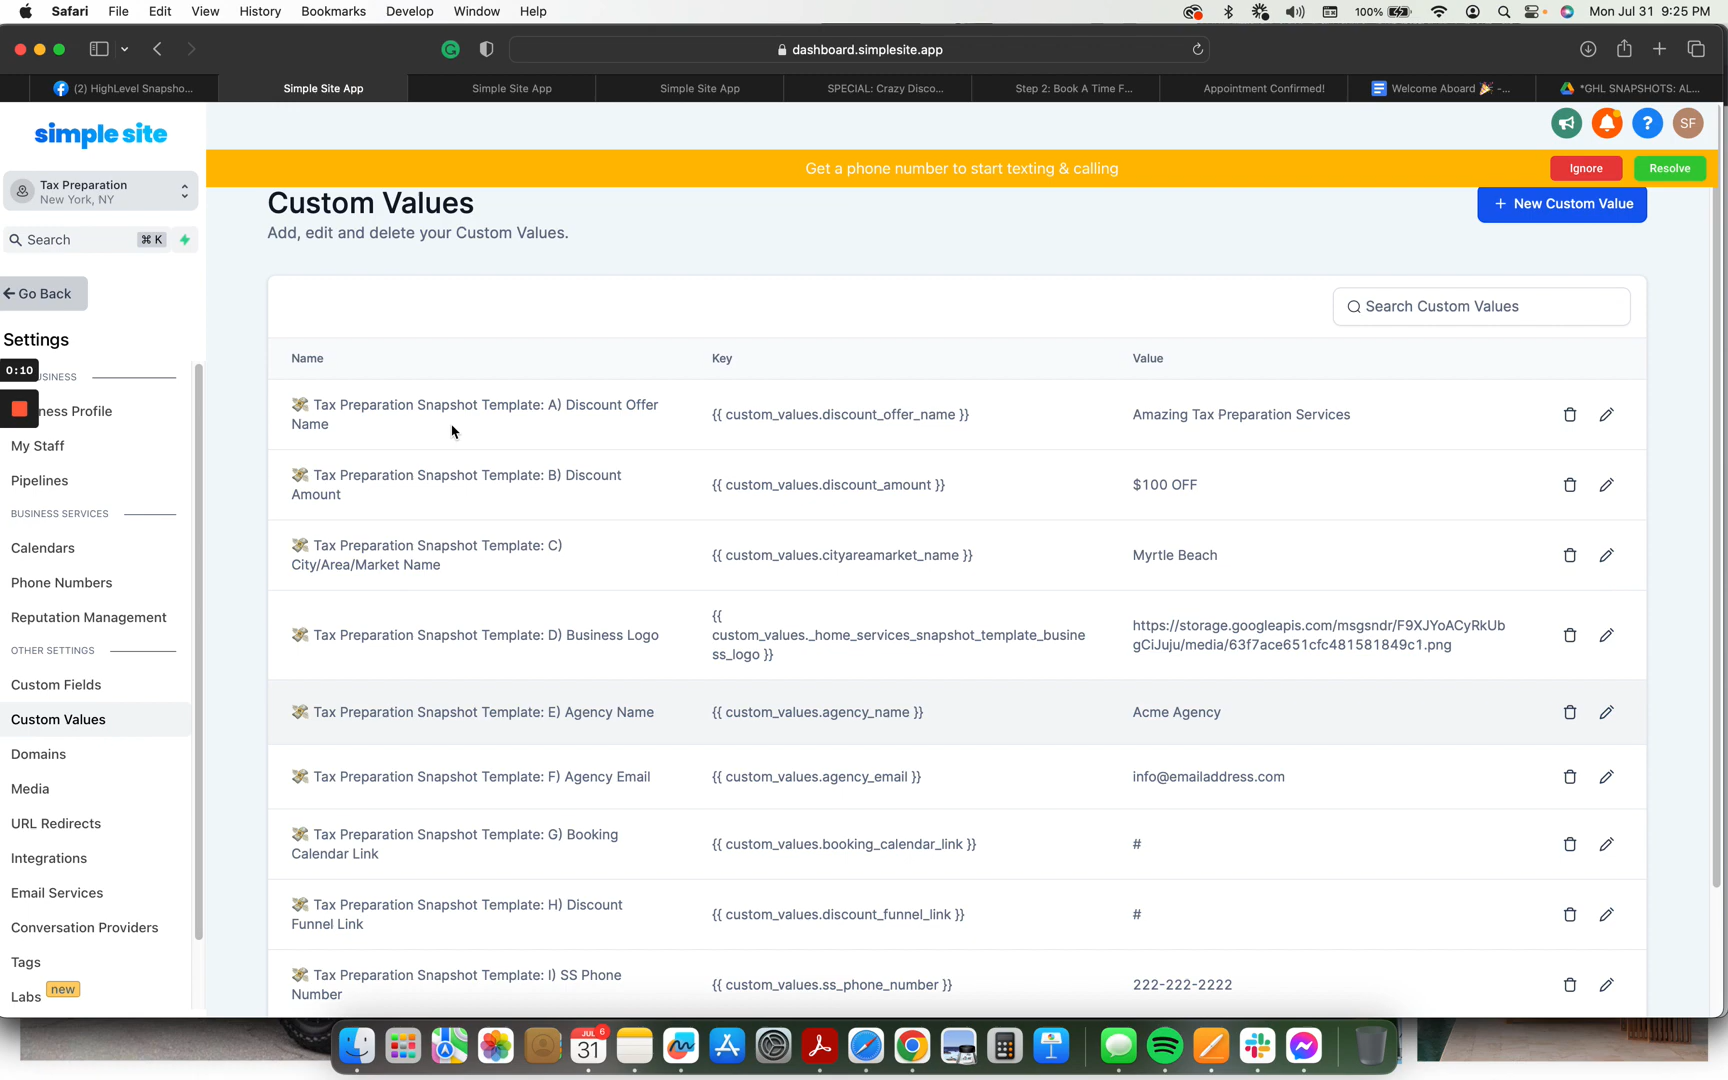 Safari File Edit View History Bookmarks Develop Window Help
100% Mon Jul 31 9:25 PM
dashboard.simplesite.app
(2) HighLevel Snapsho... Simple Site App Simple Site App Simple Site App SPECIAL: Crazy Disco... Step 2: Book A Time F... Appointment Confirmed! Welcome Aboard 🎉 -... *GHL SNAPSHOTS: AL...
simple site
SF
Get a phone number to start texting & calling
Ignore
Resolve
Tax Preparation
New York, NY
Search ⌘ K
Go Back
Settings
0:10
USINESS
ness Profile
My Staff
Pipelines
BUSINESS SERVICES
Calendars
Phone Numbers
Reputation Management
OTHER SETTINGS
Custom Fields
Custom Values
Domains
Media
URL Redirects
Integrations
Email Services
Conversation Providers
Tags
Labs new
Custom Values
Add, edit and delete your Custom Values.
+ New Custom Value
Search Custom Values
Name Key Value
💸 Tax Preparation Snapshot Template: A) Discount Offer
Name
{{ custom_values.discount_offer_name }}
Amazing Tax Preparation Services
💸 Tax Preparation Snapshot Template: B) Discount
Amount
{{ custom_values.discount_amount }}
$100 OFF
💸 Tax Preparation Snapshot Template: C)
City/Area/Market Name
{{ custom_values.cityareamarket_name }}
Myrtle Beach
💸 Tax Preparation Snapshot Template: D) Business Logo
{{
custom_values._home_services_snapshot_template_busine
ss_logo }}
https://storage.googleapis.com/msgsndr/F9XJYoACyRkUb
gCiJuju/media/63f7ace651cfc481581849c1.png
💸 Tax Preparation Snapshot Template: E) Agency Name
{{ custom_values.agency_name }}
Acme Agency
💸 Tax Preparation Snapshot Template: F) Agency Email
{{ custom_values.agency_email }}
info@emailaddress.com
💸 Tax Preparation Snapshot Template: G) Booking
Calendar Link
{{ custom_values.booking_calendar_link }}
#
💸 Tax Preparation Snapshot Template: H) Discount
Funnel Link
{{ custom_values.discount_funnel_link }}
#
💸 Tax Preparation Snapshot Template: I) SS Phone
Number
{{ custom_values.ss_phone_number }}
222-222-2222
JUL 6
31